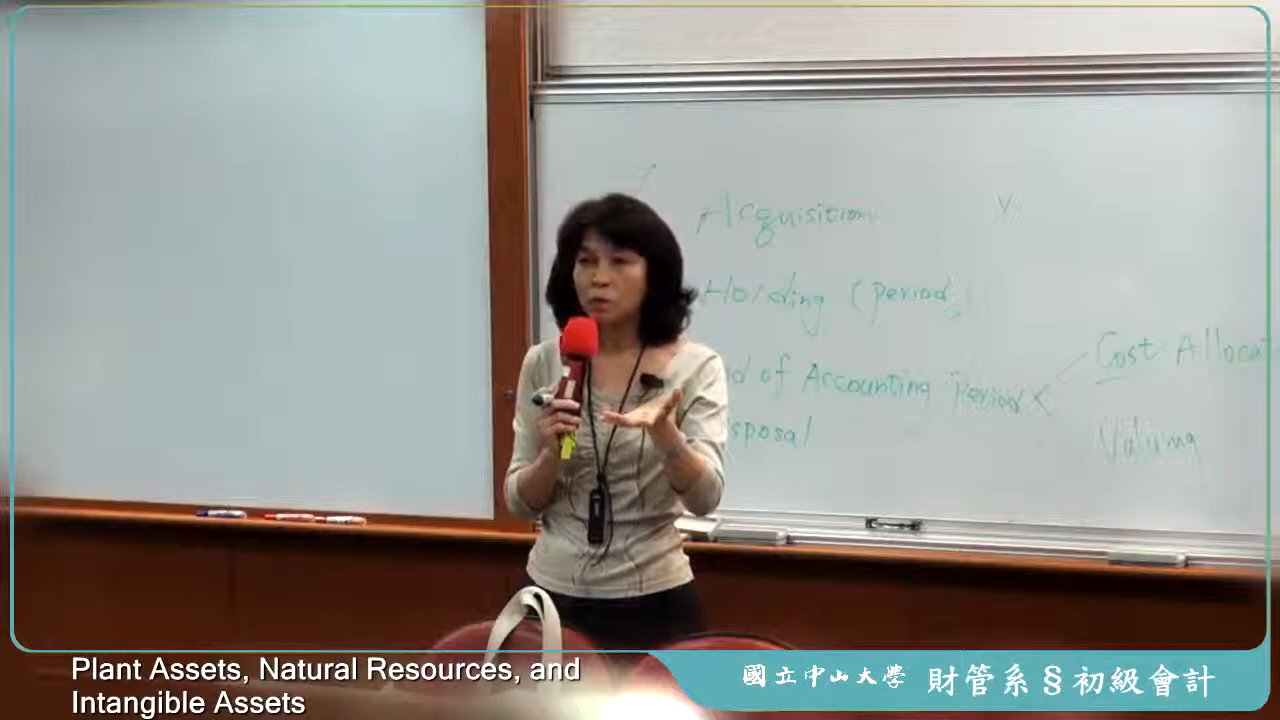 Acquisition
Holding (Period)
of Accounting Period <
Cost Allocat
Valuing
sposal
Plant Assets, Natural Resources, and
Intangible Assets
國立中山大學 財管系§初級會計